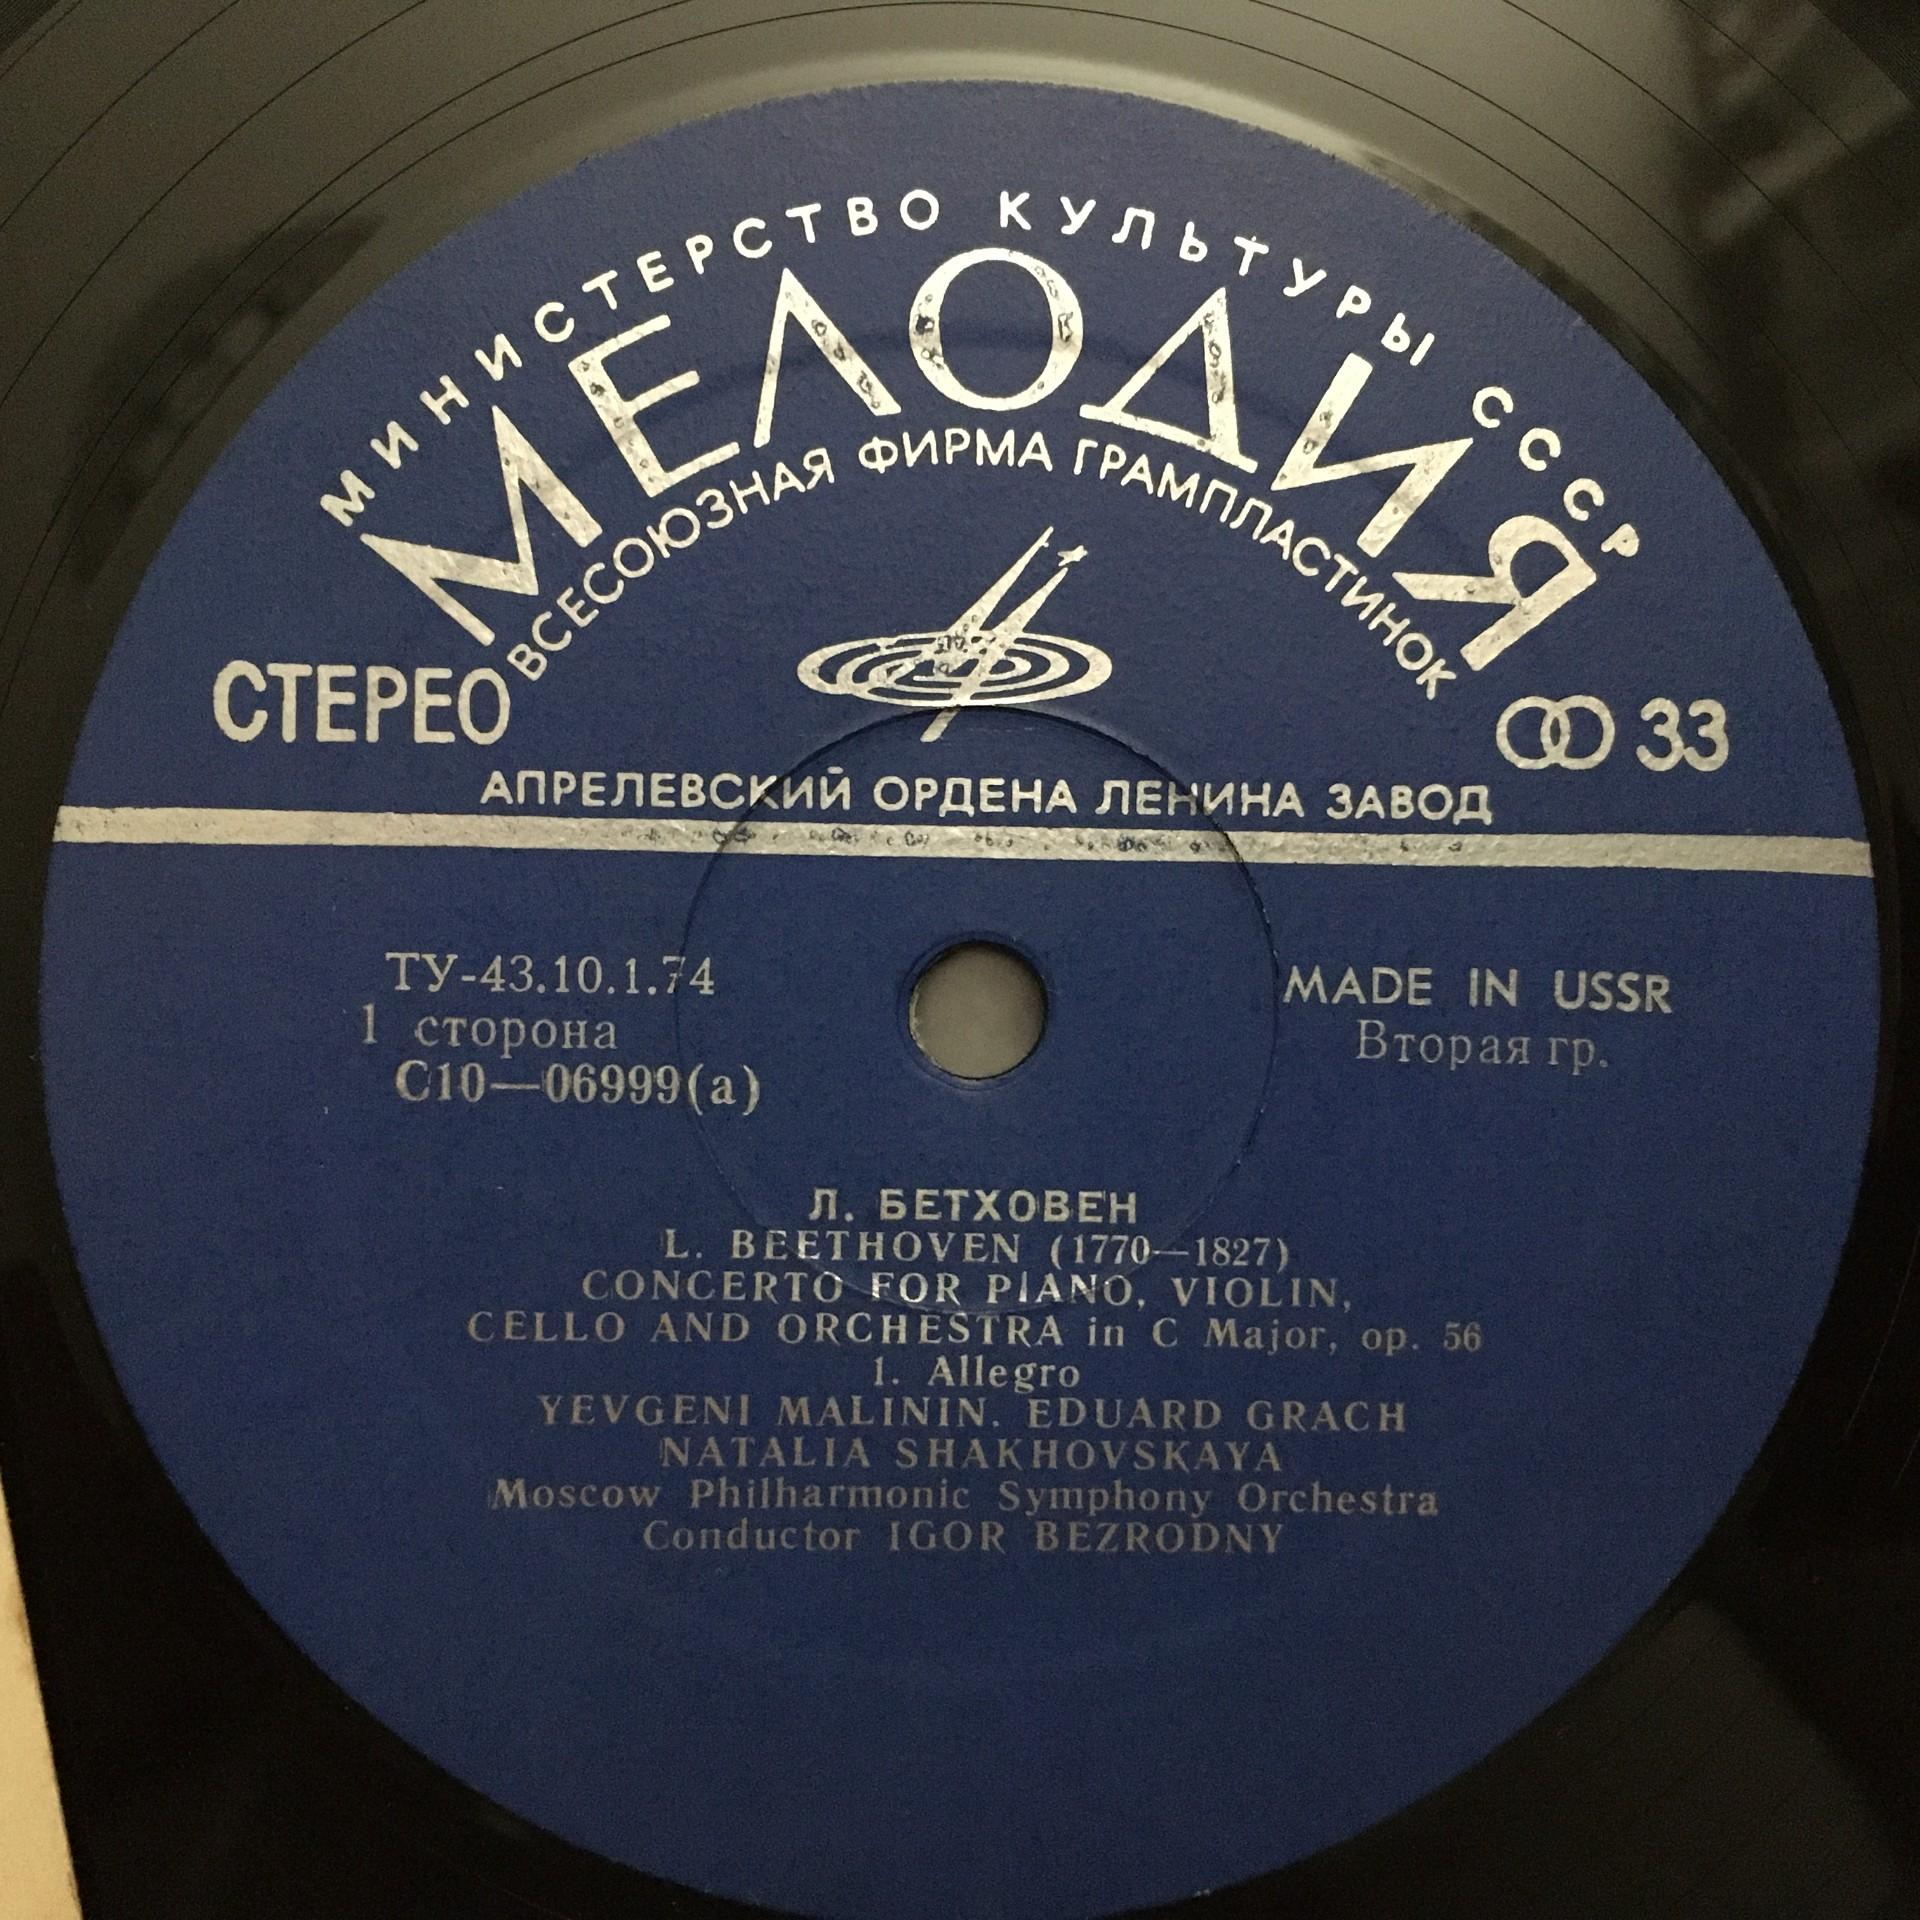 МИНИСТЕРСТВО КУЛЬТУРЫ СССР
МЕЛОДИЯ
ВСЕСОЮЗНАЯ ФИРМА ГРАМПЛАСТИНОК
СТЕРЕО
33
АПРЕЛЕВСКИЙ ОРДЕНА ЛЕНИНА ЗАВОД
ТУ-43.10.1.74
1 сторона
С10—06999(а)
MADE IN USSR
Вторая гр.
Л. БЕТХОВЕН
L. BEETHOVEN (1770—1827)
CONCERTO FOR PIANO, VIOLIN,
CELLO AND ORCHESTRA in C Major, op. 56
1. Allegro
YEVGENI MALININ. EDUARD GRACH
NATALIA SHAKHOVSKAYA
Moscow Philharmonic Symphony Orchestra
Conductor IGOR BEZRODNY